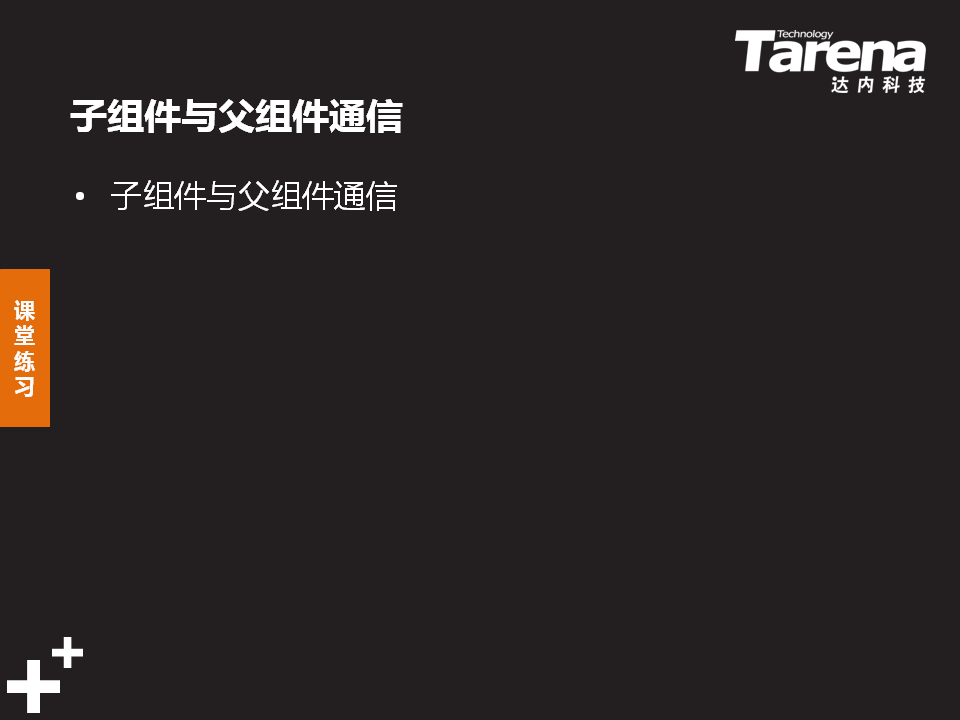 Technology
Tarena
达内科技
子组件与父组件通信
• 子组件与父组件通信
课
堂
练
习